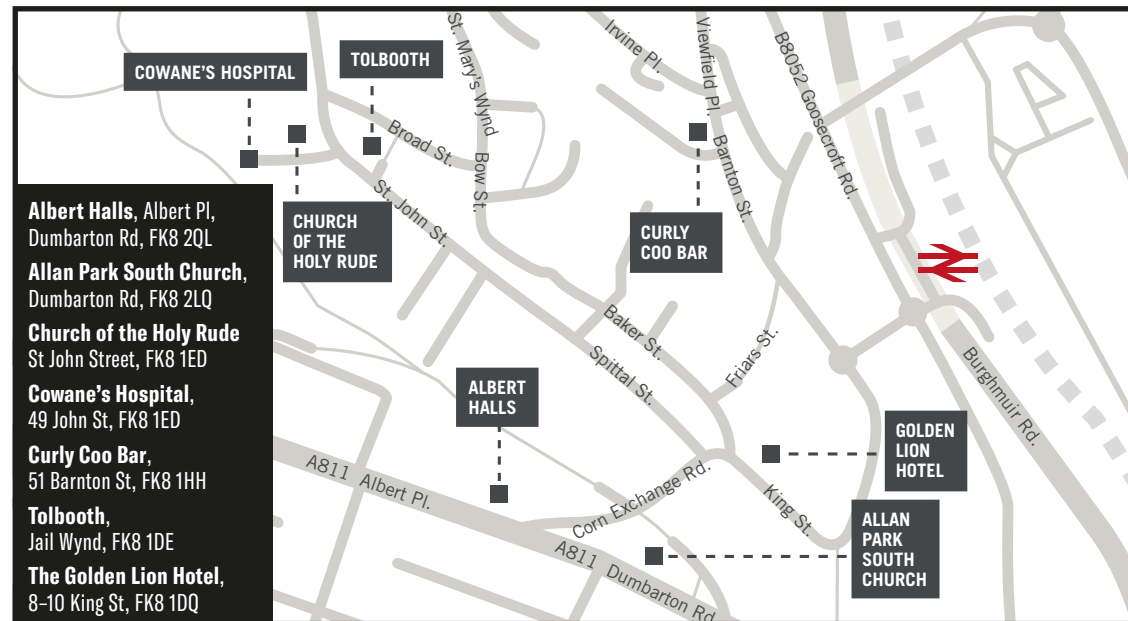 COWANE'S HOSPITAL
TOLBOOTH
St. Mary's Wynd
Irvine Pl.
Viewfield Pl.
B8052 Goosecroft Rd.
Broad St.
Bow St.
Barnton St.
St. John St.
CHURCH
OF THE
HOLY RUDE
CURLY
COO BAR
Baker St.
Friars St.
Spittal St.
Burghmuir Rd.
ALBERT
HALLS
GOLDEN
LION
HOTEL
A811 Albert Pl.
Corn Exchange Rd.
King St.
ALLAN
PARK
SOUTH
CHURCH
A811 Dumbarton Rd
Albert Halls, Albert Pl,
Dumbarton Rd, FK8 2QL
Allan Park South Church,
Dumbarton Rd, FK8 2LQ
Church of the Holy Rude
St John Street, FK8 1ED
Cowane's Hospital,
49 John St, FK8 1ED
Curly Coo Bar,
51 Barnton St, FK8 1HH
Tolbooth,
Jail Wynd, FK8 1DE
The Golden Lion Hotel,
8–10 King St, FK8 1DQ